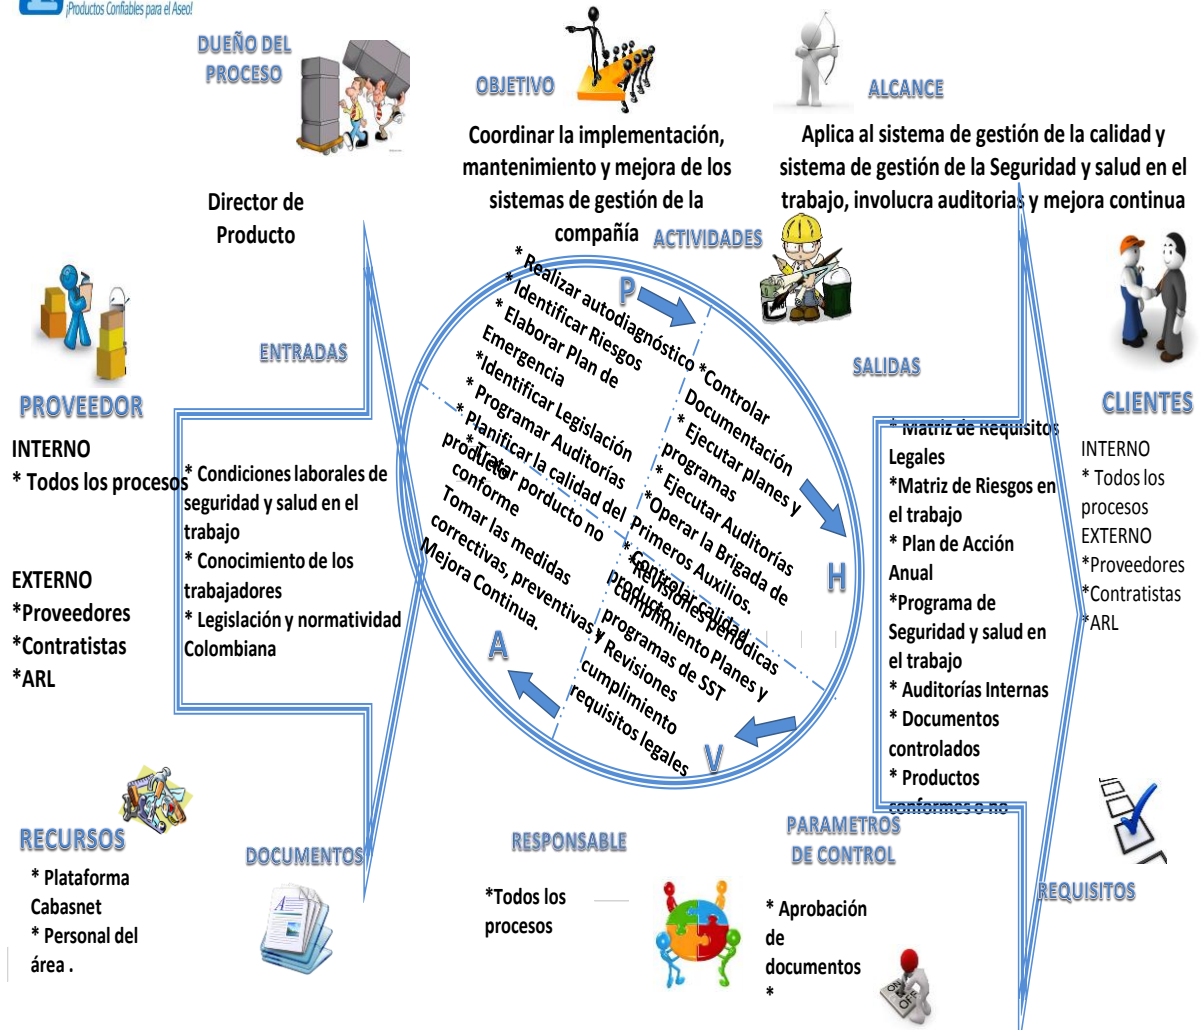 ¡Productos Confiables para el Aseo!
DUEÑO DEL
PROCESO
Director de
Producto
OBJETIVO
Coordinar la implementación,
mantenimiento y mejora de los
sistemas de gestión de la
compañía
ALCANCE
Aplica al sistema de gestión de la calidad y
sistema de gestión de la Seguridad y salud en el
trabajo, involucra auditorias y mejora continua
PROVEEDOR
INTERNO
* Todos los procesos
EXTERNO
*Proveedores
*Contratistas
*ARL
ENTRADAS
* Condiciones laborales de
seguridad y salud en el
trabajo
* Conocimiento de los
trabajadores
* Legislación y normatividad
Colombiana
ACTIVIDADES
P
* Realizar autodiagnóstico
* Identificar Riesgos
* Elaborar Plan de
Emergencia
*Identificar Legislación
* Programar Auditorías
* Planificar la calidad del
producto
H
*Controlar
Documentación
* Ejecutar planes y
programas
* Ejecutar Auditorías
*Operar la Brigada de
Primeros Auxilios.
* Controlar calidad
producto
V
* Revisiones periódicas
cumplimiento Planes y
programas de SST
y Revisiones
cumplimiento
requisitos legales
A
* Tratar porducto no
conforme
Tomar las medidas
correctivas, preventivas y
Mejora Continua.
SALIDAS
* Matriz de Requisitos
Legales
*Matriz de Riesgos en
el trabajo
* Plan de Acción
Anual
*Programa de
Seguridad y salud en
el trabajo
* Auditorías Internas
* Documentos
controlados
* Productos
conformes o no
CLIENTES
INTERNO
* Todos los
procesos
EXTERNO
*Proveedores
*Contratistas
*ARL
RECURSOS
* Plataforma
Cabasnet
* Personal del
área .
DOCUMENTOS
A
RESPONSABLE
*Todos los
procesos
PARAMETROS
DE CONTROL
* Aprobación
de
documentos
*
ON
OFF
REQUISITOS